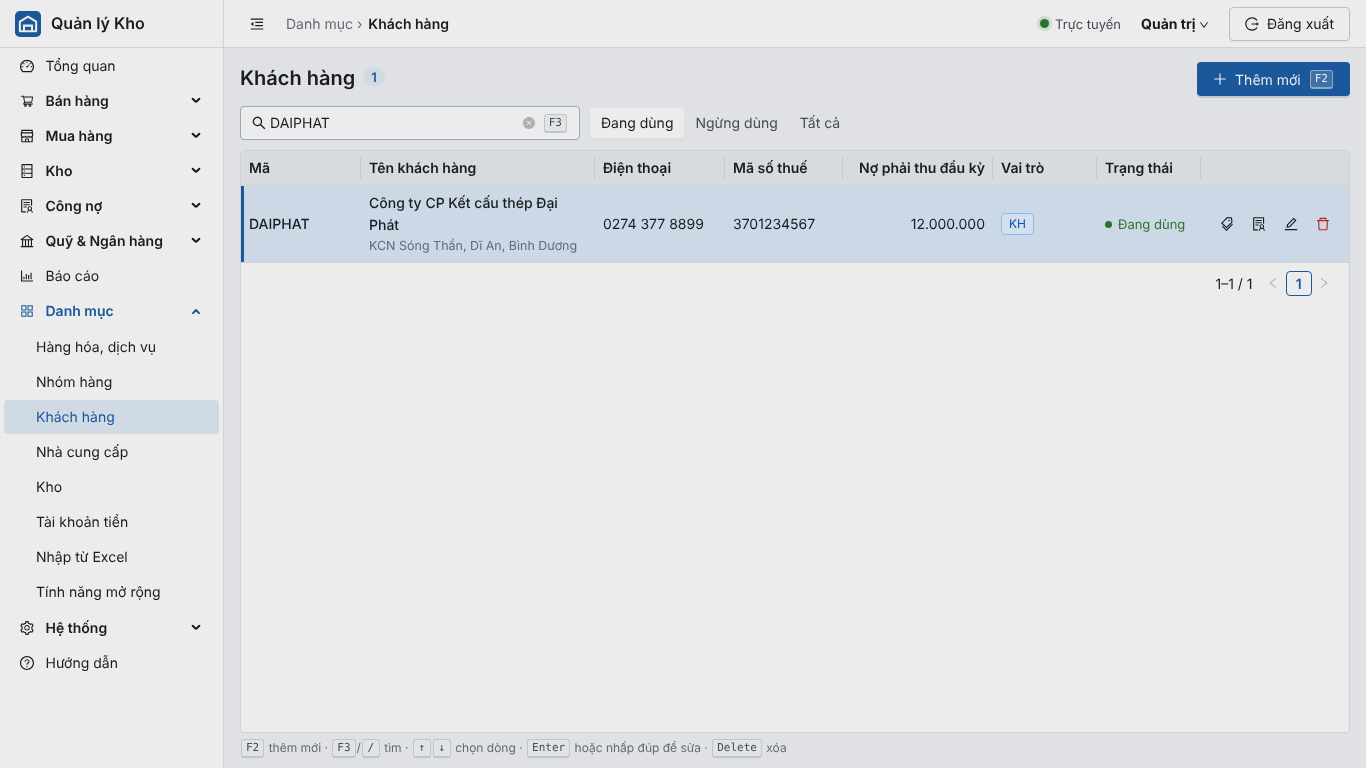 Quản lý Kho
Danh mục › Khách hàng
Trực tuyến
Quản trị
Đăng xuất
Tổng quan
Bán hàng
Mua hàng
Kho
Công nợ
Quỹ & Ngân hàng
Báo cáo
Danh mục
Hàng hóa, dịch vụ
Nhóm hàng
Khách hàng
Nhà cung cấp
Kho
Tài khoản tiền
Nhập từ Excel
Tính năng mở rộng
Hệ thống
Hướng dẫn
Khách hàng 1
Thêm mới F2
DAIPHAT F3
Đang dùng Ngừng dùng Tất cả
Mã Tên khách hàng Điện thoại Mã số thuế Nợ phải thu đầu kỳ Vai trò Trạng thái
Công ty CP Kết cấu thép Đại
Phát
DAIPHAT 0274 377 8899 3701234567 12.000.000 KH Đang dùng
KCN Sóng Thần, Dĩ An, Bình Dương
1–1 / 1 1
F2 thêm mới · F3 / / tìm · ↑ ↓ chọn dòng · Enter hoặc nhấp đúp để sửa · Delete xóa